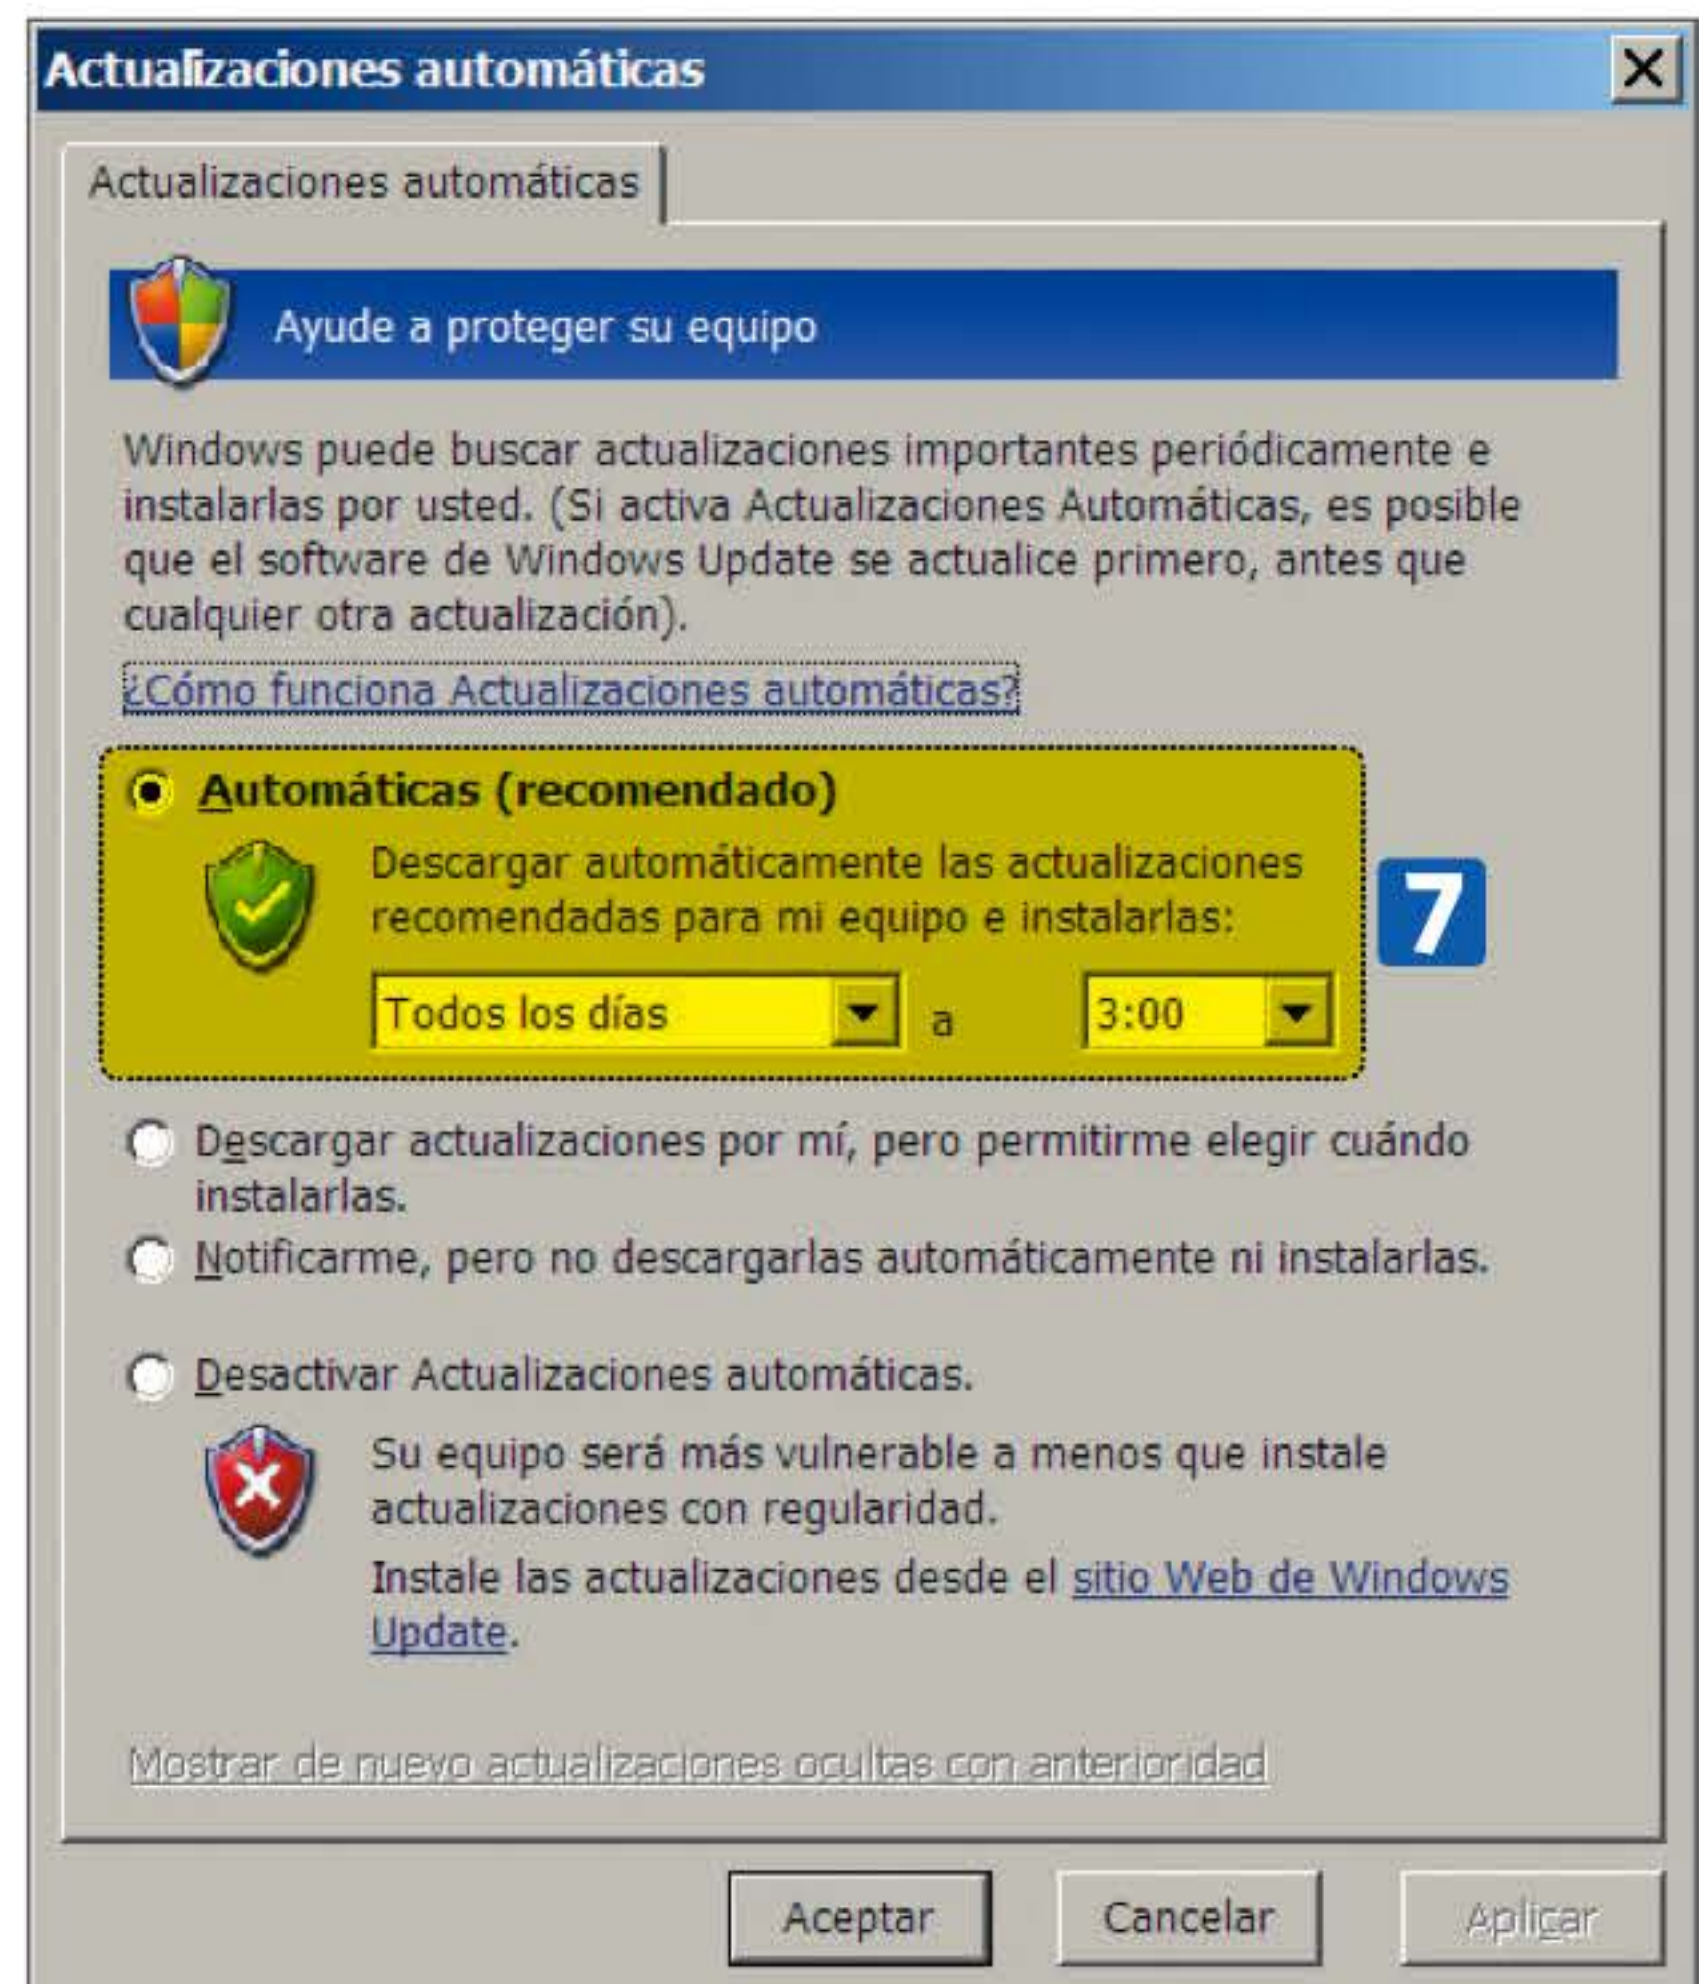 Actualizaciones automáticas
Actualizaciones automáticas
Ayude a proteger su equipo
Windows puede buscar actualizaciones importantes periódicamente e
instalarlas por usted. (Si activa Actualizaciones Automáticas, es posible
que el software de Windows Update se actualice primero, antes que
cualquier otra actualización).
¿Cómo funciona Actualizaciones automáticas?
Automáticas (recomendado)
Descargar automáticamente las actualizaciones
recomendadas para mi equipo e instalarlas:
7
Todos los días a 3:00
Descargar actualizaciones por mí, pero permitirme elegir cuándo
instalarlas.
Notificarme, pero no descargarlas automáticamente ni instalarlas.
Desactivar Actualizaciones automáticas.
Su equipo será más vulnerable a menos que instale
actualizaciones con regularidad.
Instale las actualizaciones desde el sitio Web de Windows
Update.
Mostrar de nuevo actualizaciones ocultas con anterioridad
Aceptar Cancelar Aplicar